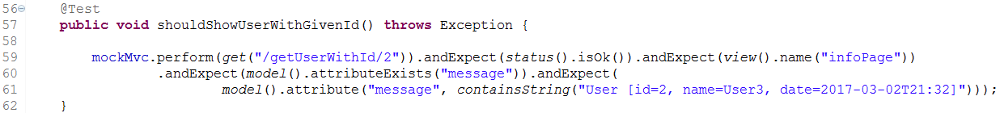 56 @Test
57 public void shouldShowUserWithGivenId() throws Exception {
58
59 mockMvc.perform(get("/getUserWithId/2")).andExpect(status().isOk()).andExpect(view().name("infoPage"))
60 .andExpect(model().attributeExists("message")).andExpect(
61 model().attribute("message", containsString("User [id=2, name=User3, date=2017-03-02T21:32]")));
62 }